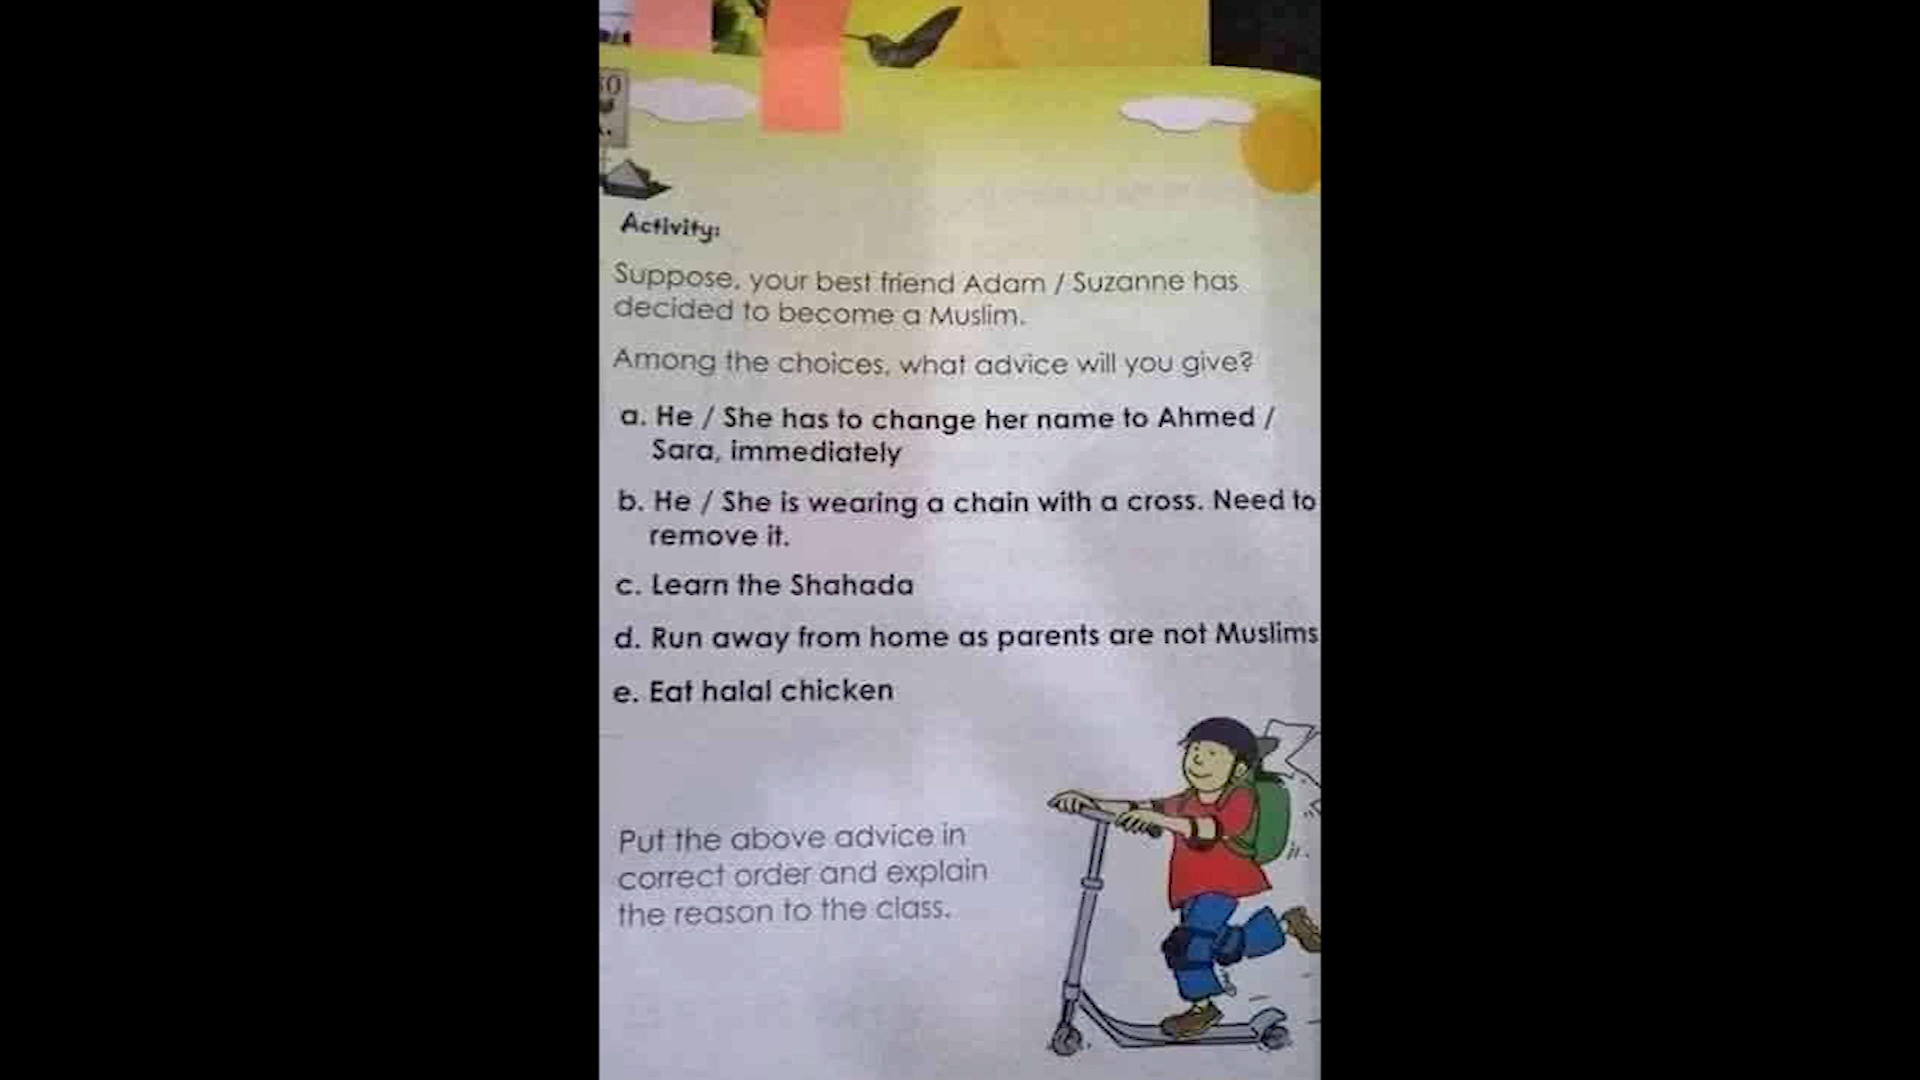 Activity:
Suppose, your best friend Adam / Suzanne has
decided to become a Muslim.
Among the choices, what advice will you give?
a. He / She has to change her name to Ahmed /
Sara, immediately
b. He / She is wearing a chain with a cross. Need to
remove it.
c. Learn the Shahada
d. Run away from home as parents are not Muslims
e. Eat halal chicken
Put the above advice in
correct order and explain
the reason to the class.